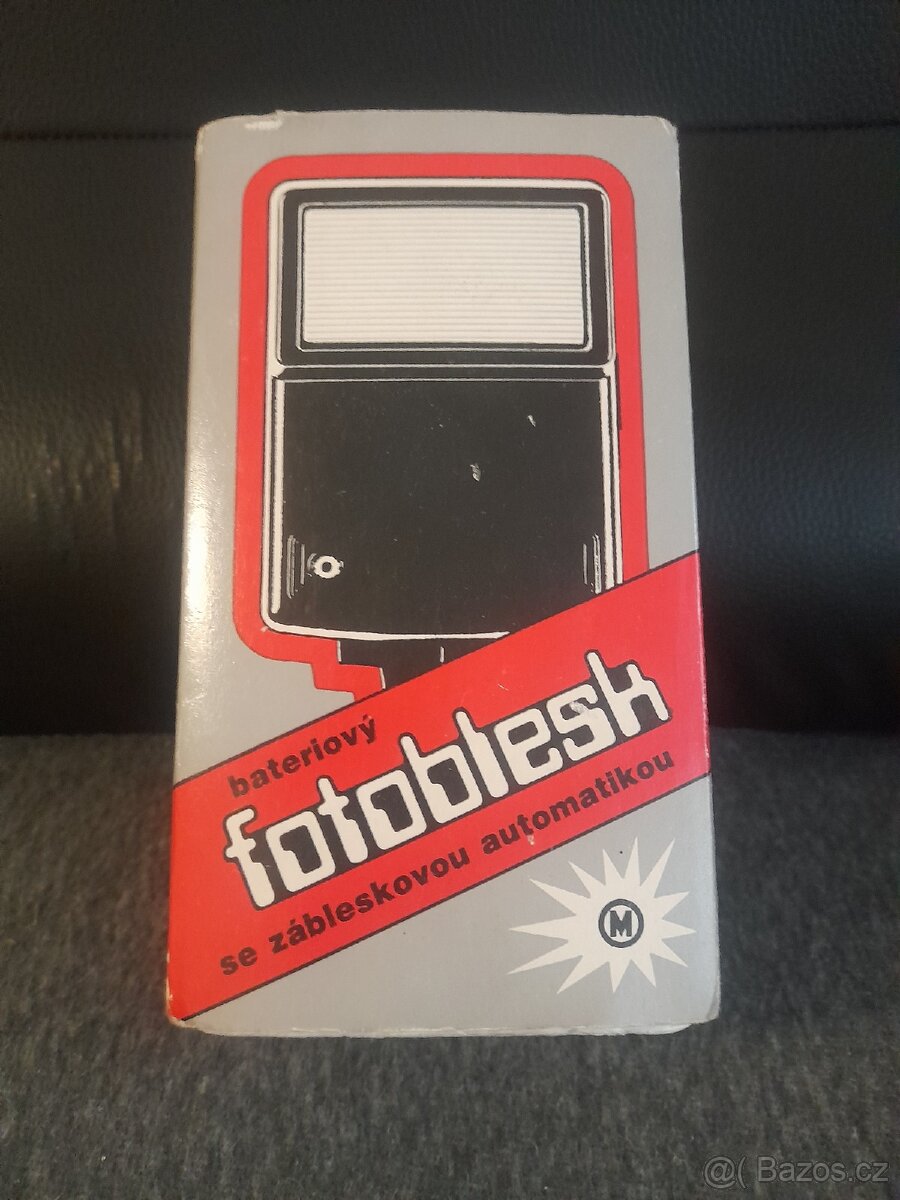 bateriový
fotoblesk
se zábleskovou automatikou
M
@( Bazos.cz